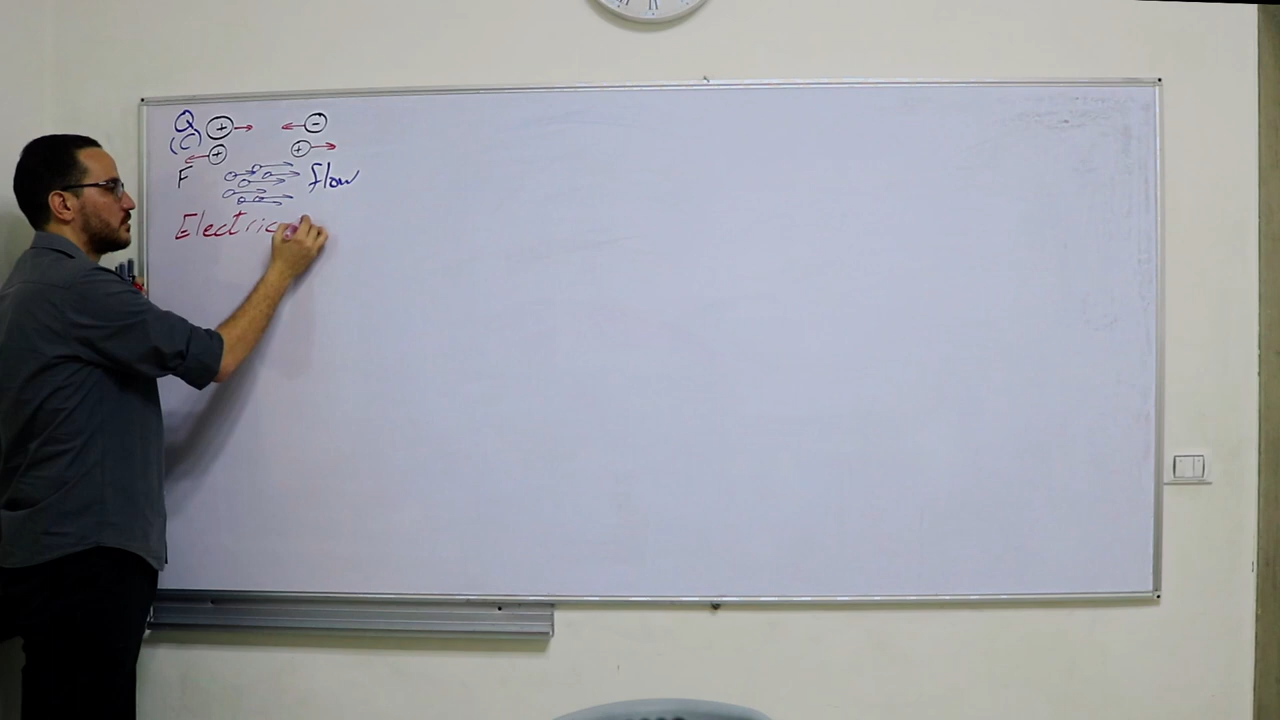 Q + -
(C) + +
F flow
Electric